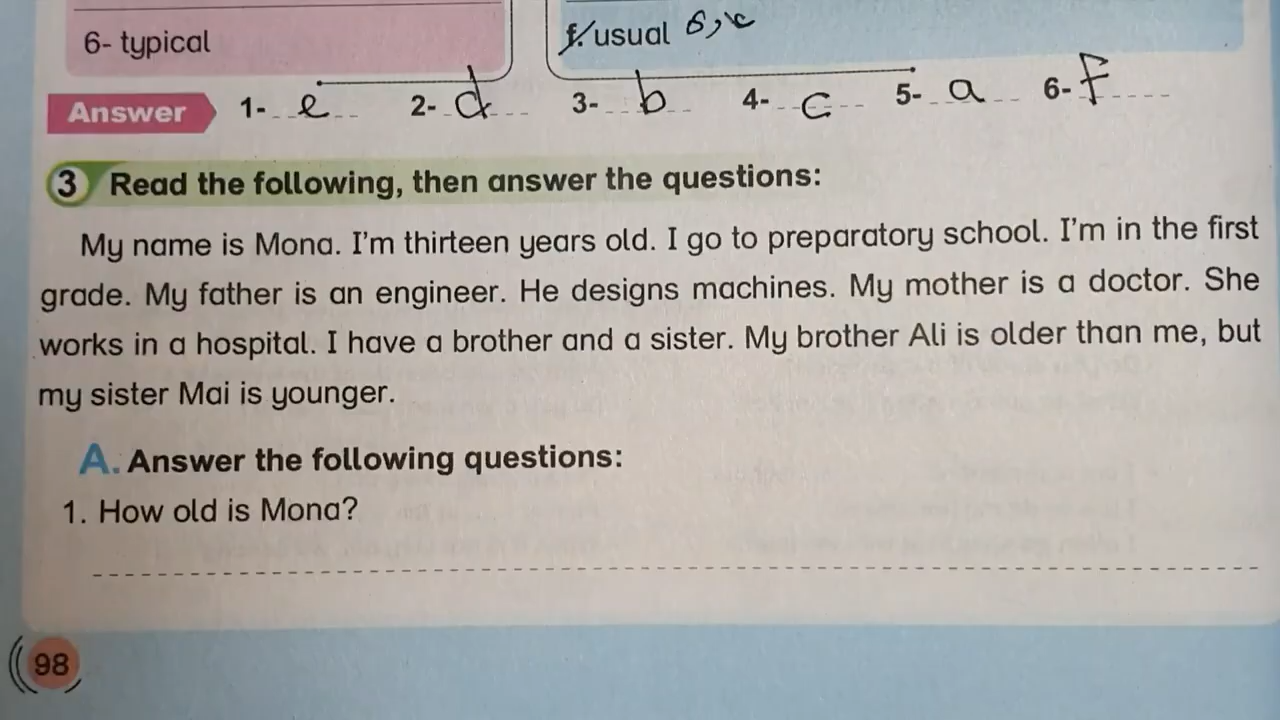 6- typical
f. usual
Answer 1- e 2- d 3- b 4- c 5- a 6- f
3 Read the following, then answer the questions:
My name is Mona. I'm thirteen years old. I go to preparatory school. I'm in the first
grade. My father is an engineer. He designs machines. My mother is a doctor. She
works in a hospital. I have a brother and a sister. My brother Ali is older than me, but
my sister Mai is younger.
A. Answer the following questions:
1. How old is Mona?
98